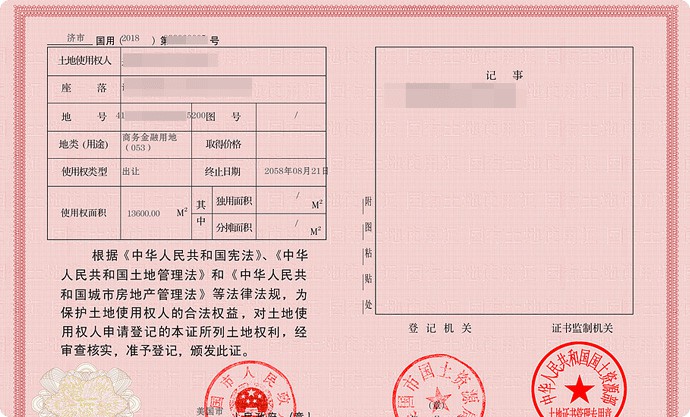 济市 国用（2018 ）第 号
土地使用权人
座 落
地 号 41 5200 图 号 /
地类（用途） 商务金融用地（053） 取得价格
使用权类型 出让 终止日期 2058年08月21日
使用权面积 13600.00 M² 其中 独用面积 / M²
分摊面积 / M²
根据《中华人民共和国宪法》、《中华
人民共和国土地管理法》和《中华人民共
和国城市房地产管理法》等法律法规，为
保护土地使用权人的合法权益，对土地使
用权人申请登记的本证所列土地权利，经
审查核实，准予登记，颁发此证。
美国市 人民政府（章）
记 事
附图粘贴处
登 记 机 关 证书监制机关
市人民政
市国土资源局
（章）
中华人民共和国国土资源部
土地证书管理专用章